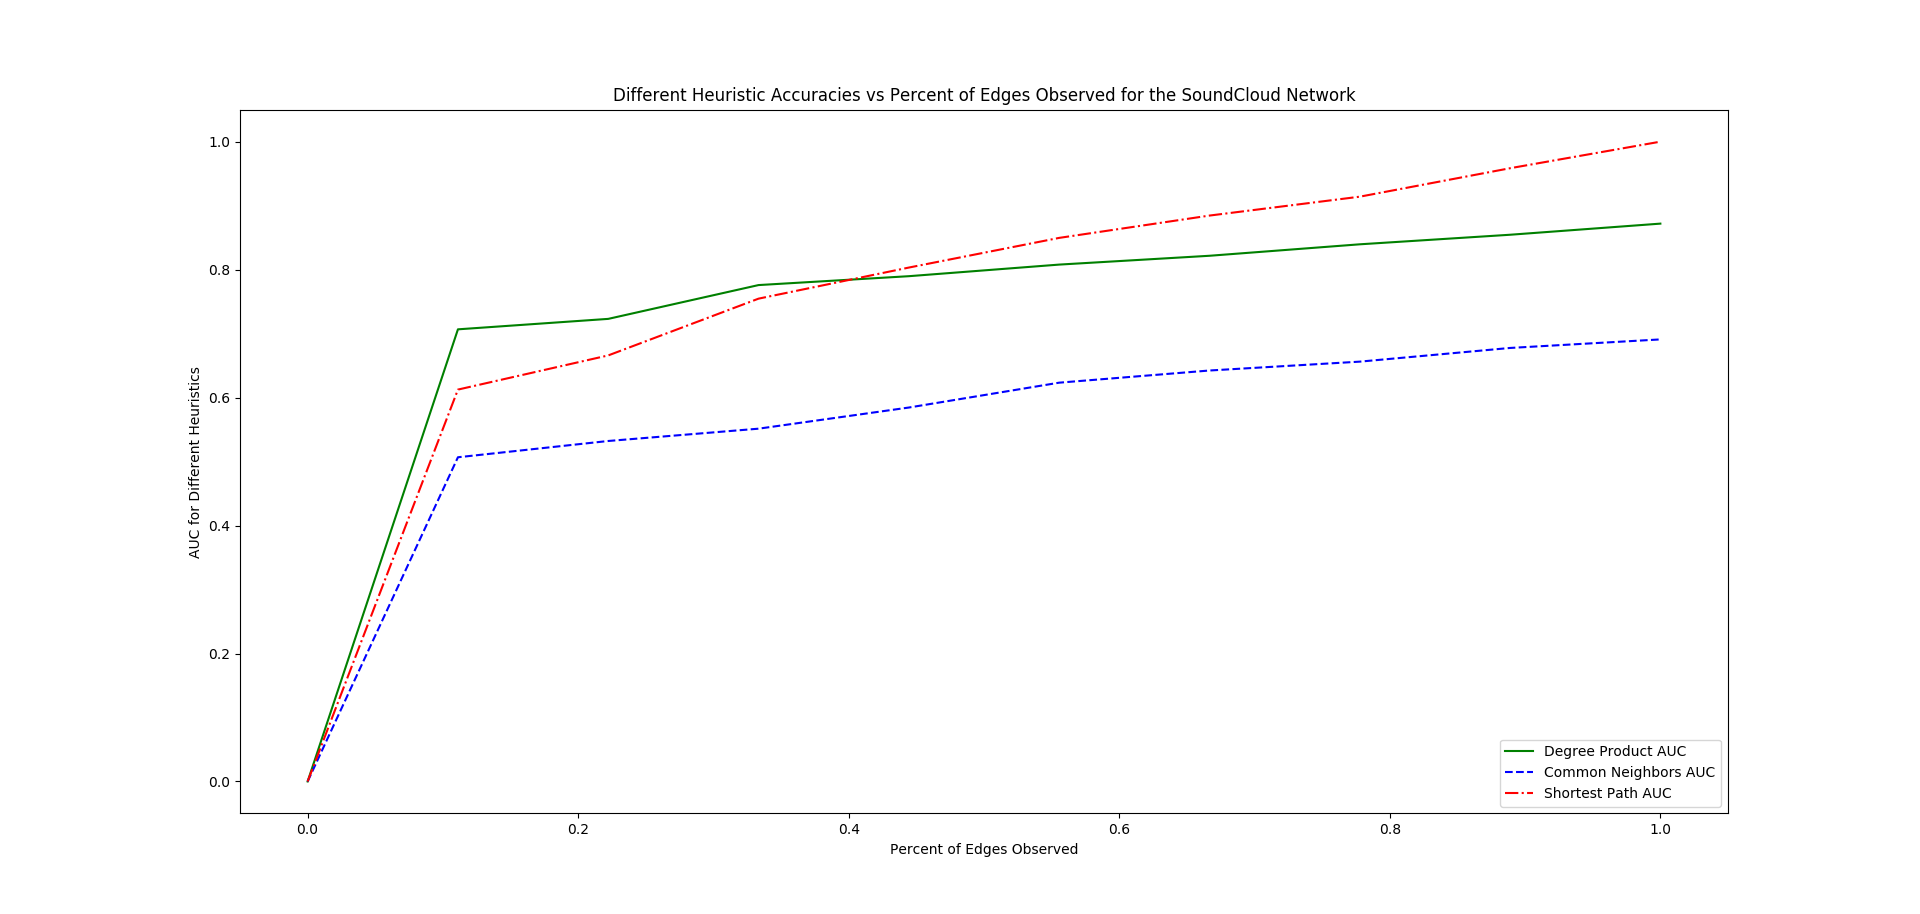 Different Heuristic Accuracies vs Percent of Edges Observed for the SoundCloud Network
AUC for Different Heuristics
1.0
0.8
0.6
0.4
0.2
0.0
0.0 0.2 0.4 0.6 0.8 1.0
Percent of Edges Observed
Degree Product AUC
Common Neighbors AUC
Shortest Path AUC